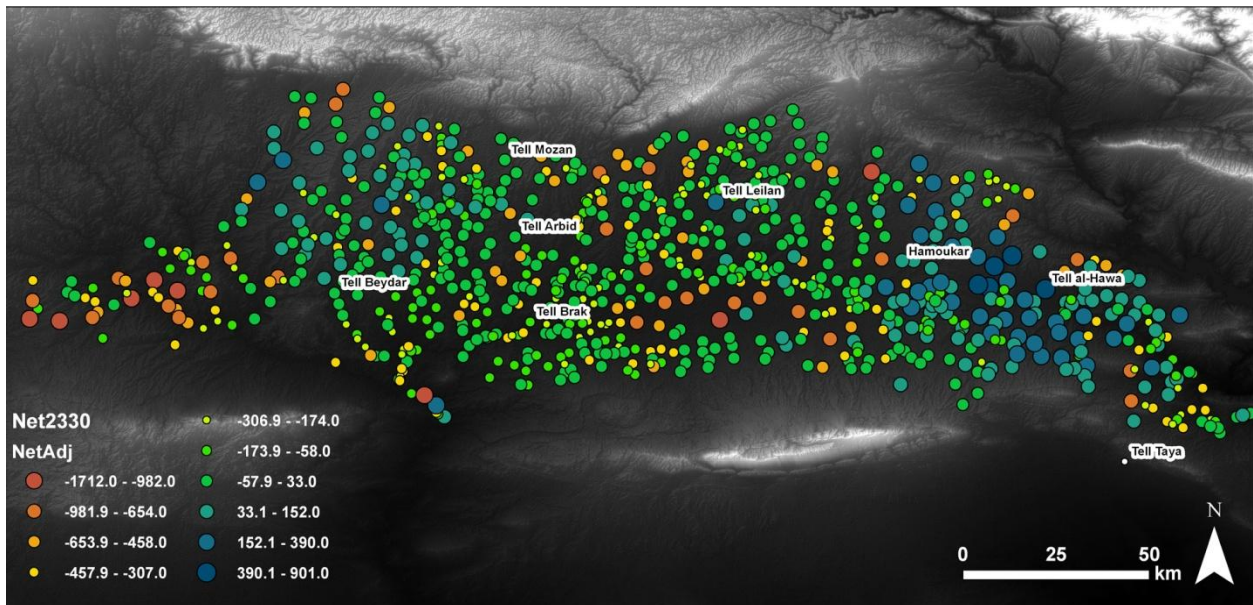 Tell Mozan
Tell Leilan
Tell Arbid
Hamoukar
Tell Beydar
Tell al-Hawa
Tell Brak
Tell Taya
Net2330
NetAdj
-1712.0 - -982.0
-981.9 - -654.0
-653.9 - -458.0
-457.9 - -307.0
-306.9 - -174.0
-173.9 - -58.0
-57.9 - 33.0
33.1 - 152.0
152.1 - 390.0
390.1 - 901.0
N
0 25 50
km